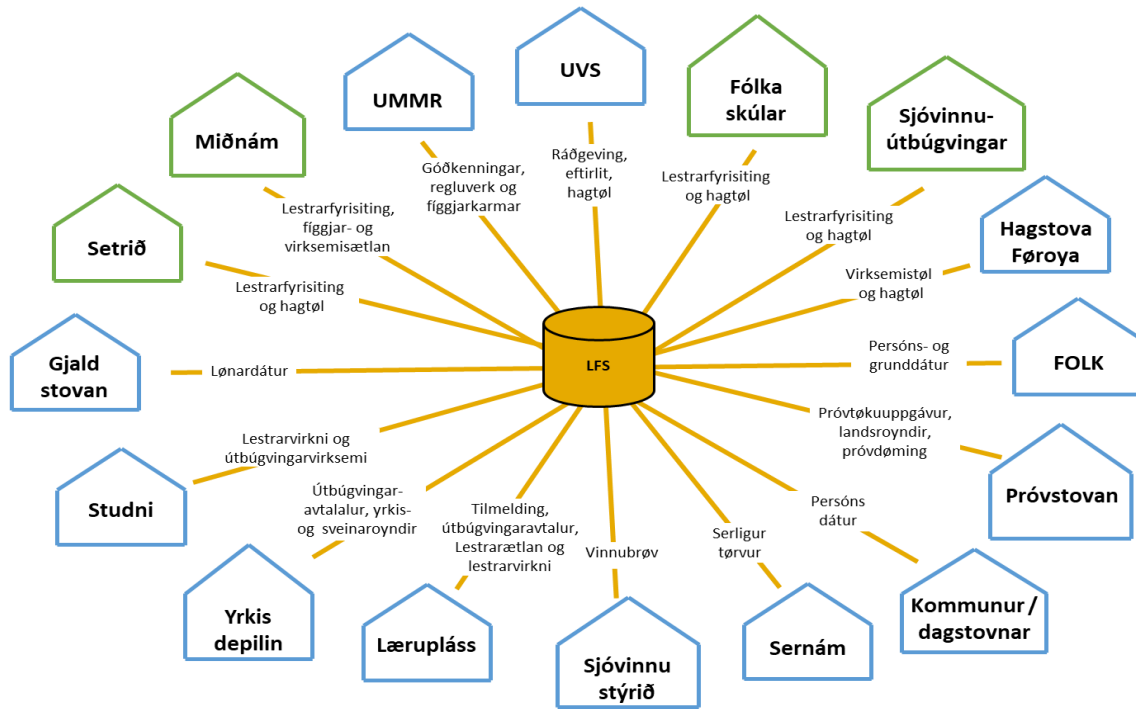 UVS
UMMR
Fólka
skúlar
Sjóvinnu-
útbúgvingar
Miðnám
Setrið
Hagstova
Føroya
Góðkenningar,
regluverk og
fíggjarkarmar
Ráðgeving,
eftirlit,
hagtøl
Lestrarfyrisiting
og hagtøl
Lestrarfyrisiting,
fíggjar- og
virksemisætlan
Lestrarfyrisiting
og hagtøl
Lestrarfyrisiting
og hagtøl
Virksemistøl
og hagtøl
Gjald
stovan
Lønardátur
LFS
Persóns- og
grunddátur
FOLK
Studni
Lestrarvirkni og
útbúgvingarvirksemi
Próvtøkuuppgávur,
landsroyndir,
próvdøming
Próvstovan
Útbúgvingar-
avtalalur, yrkis-
og sveinaroyndir
Tilmelding,
útbúgvingaravtalur,
Lestrarætlan og
lestrarvirkni
Vinnubrøv
Serligur
tørvur
Persóns
dátur
Yrkis
depilin
Lærupláss
Sjóvinnu
stýrið
Sernám
Kommunur /
dagstovnar